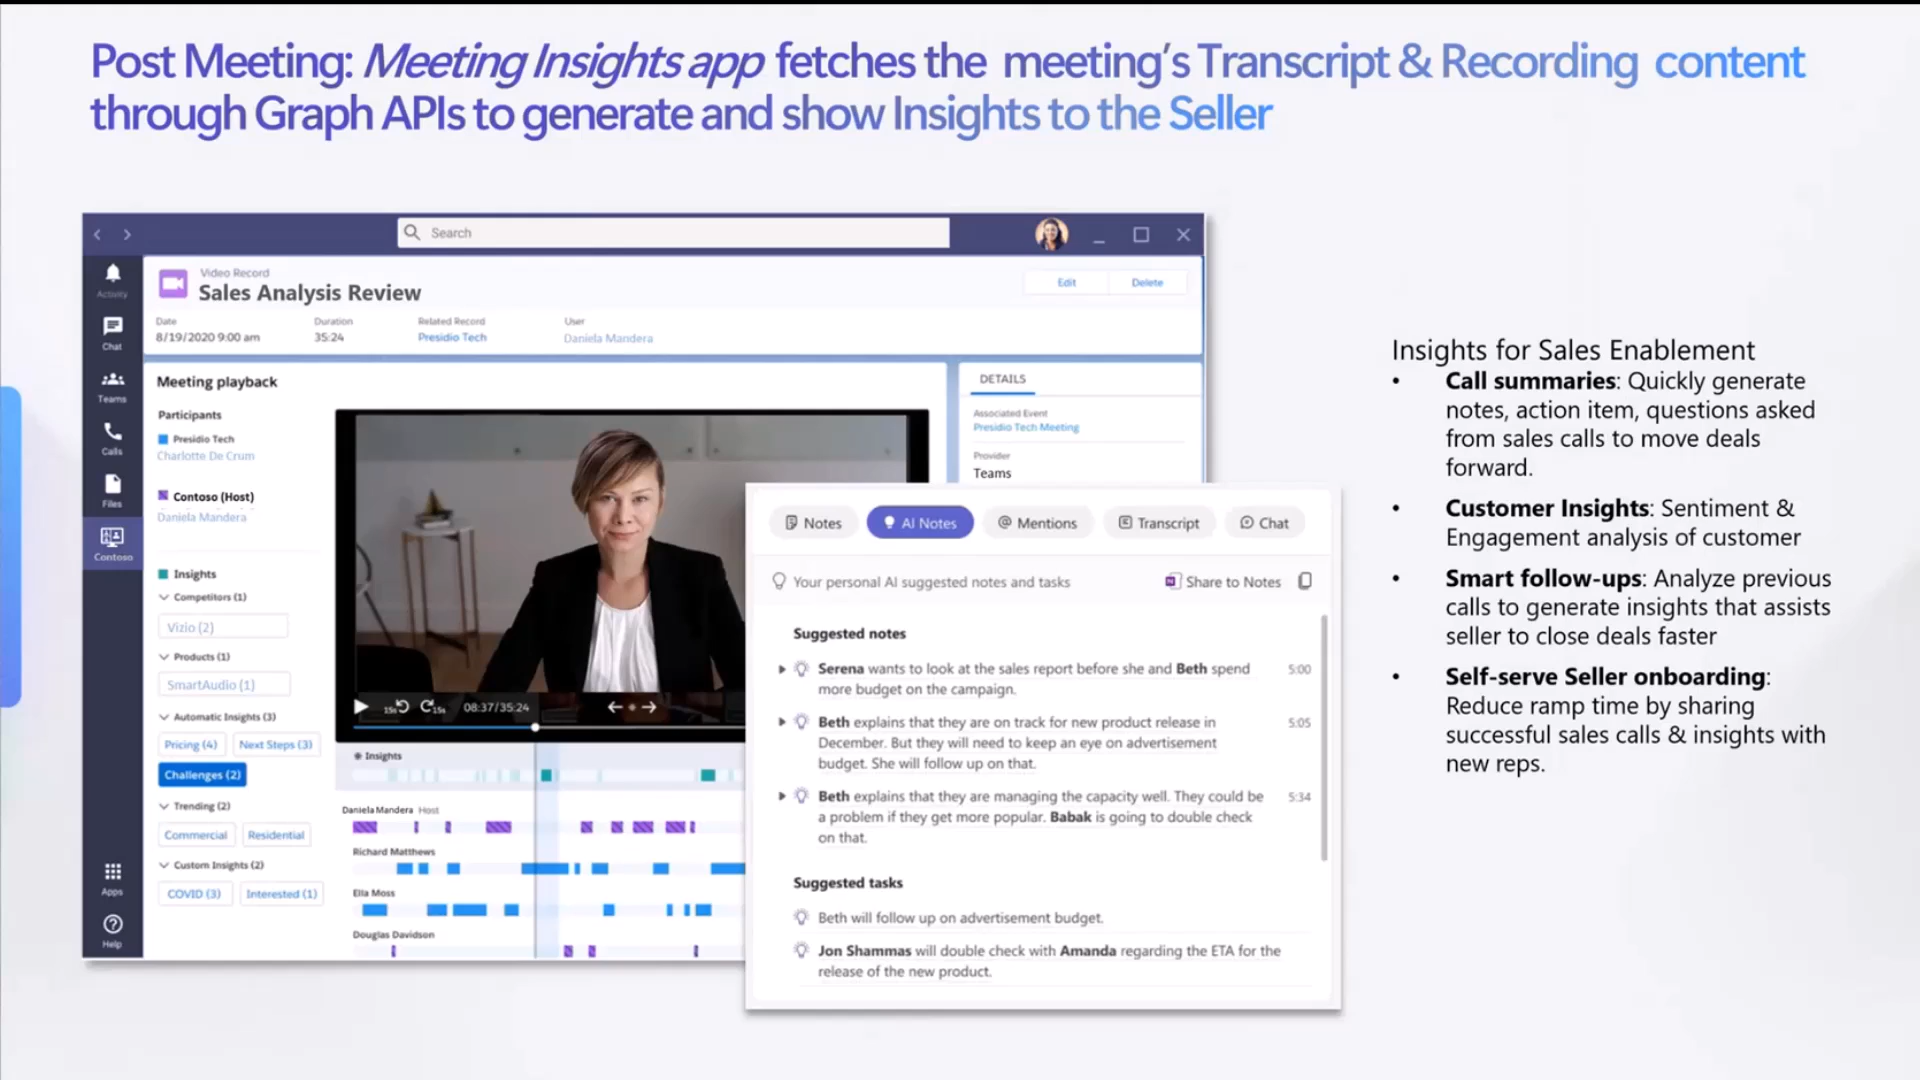 Post Meeting: Meeting Insights app fetches the meeting's Transcript & Recording content
through Graph APIs to generate and show Insights to the Seller
Search
Activity
Chat
Teams
Calls
Files
Contoso
Apps
Help
Video Record
Sales Analysis Review
Edit
Delete
Date
8/19/2020 9:00 am
Duration
35:24
Related Record
Presidio Tech
User
Daniela Mandera
Meeting playback
Participants
Presidio Tech
Charlotte De Crum
Contoso (Host)
Daniela Mandera
Insights
Competitors (1)
Vizio (2)
Products (1)
SmartAudio (1)
Automatic Insights (3)
Pricing (4)
Next Steps (3)
Challenges (2)
Trending (2)
Commercial
Residential
Custom Insights (2)
COVID (3)
Interested (1)
15s
15s
08:37/35:24
Insights
Daniela Mandera Host
Richard Matthews
Ella Moss
Douglas Davidson
DETAILS
Associated Event
Presidio Tech Meeting
Provider
Teams
Notes
AI Notes
Mentions
Transcript
Chat
Your personal AI suggested notes and tasks
Share to Notes
Suggested notes
Serena wants to look at the sales report before she and Beth spend
more budget on the campaign.
5:00
Beth explains that they are on track for new product release in
December. But they will need to keep an eye on advertisement
budget. She will follow up on that.
5:05
Beth explains that they are managing the capacity well. They could be
a problem if they get more popular. Babak is going to double check
on that.
5:34
Suggested tasks
Beth will follow up on advertisement budget.
Jon Shammas will double check with Amanda regarding the ETA for the
release of the new product.
Insights for Sales Enablement
• Call summaries: Quickly generate
notes, action item, questions asked
from sales calls to move deals
forward.
• Customer Insights: Sentiment &
Engagement analysis of customer
• Smart follow-ups: Analyze previous
calls to generate insights that assists
seller to close deals faster
• Self-serve Seller onboarding:
Reduce ramp time by sharing
successful sales calls & insights with
new reps.